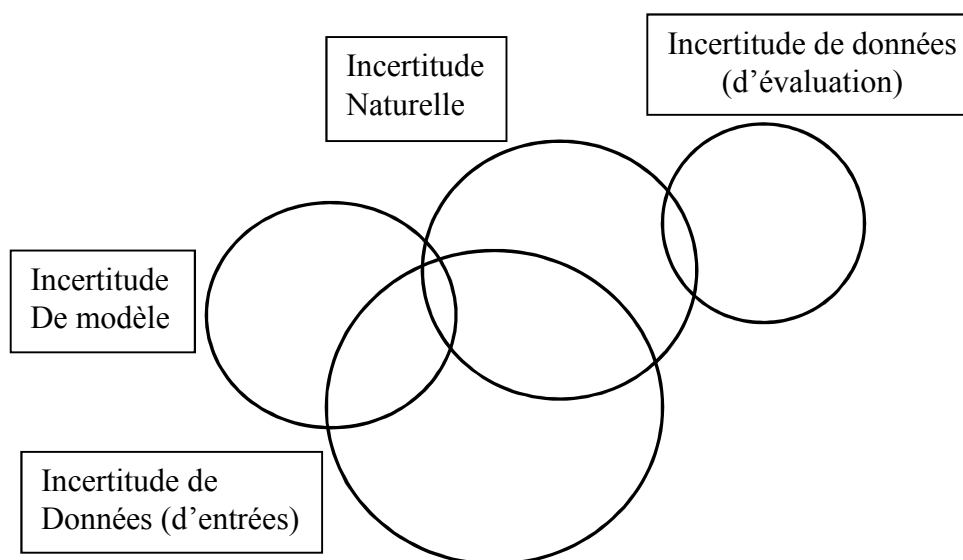 Incertitude
Naturelle
Incertitude de données
(d’évaluation)
Incertitude
De modèle
Incertitude de
Données (d’entrées)